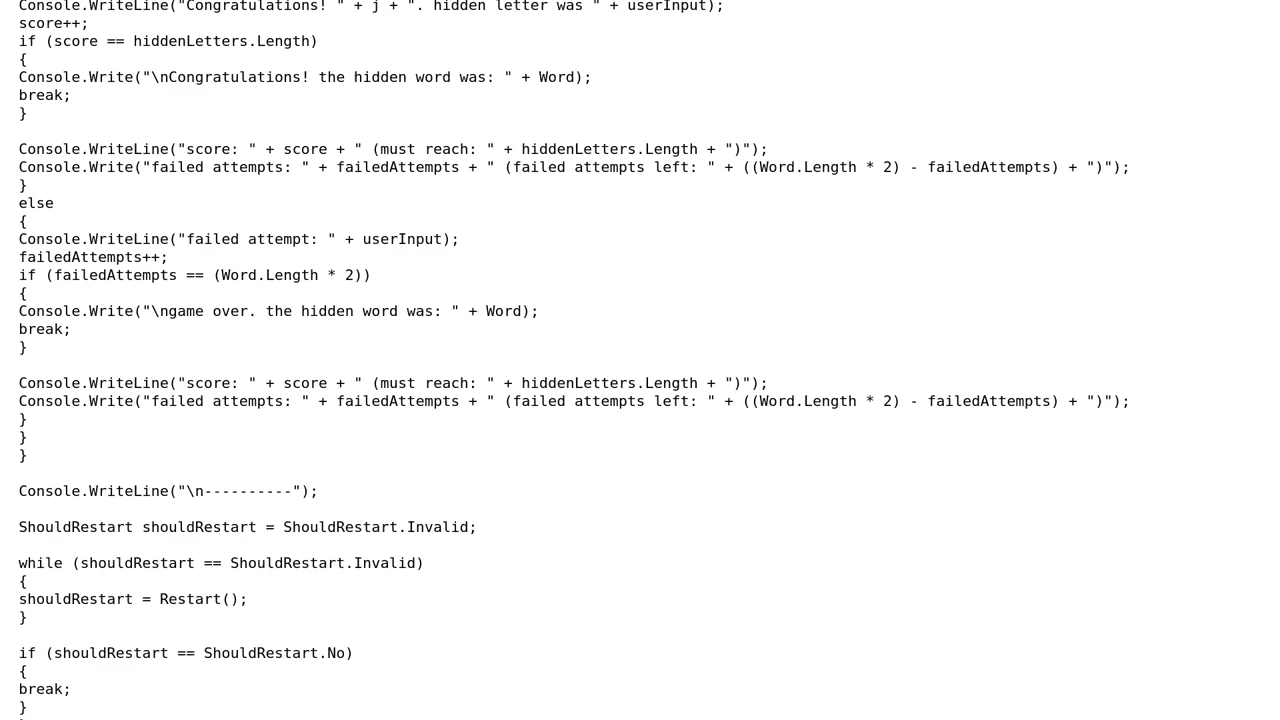 Console.WriteLine("Congratulations! " + j + ". hidden letter was " + userInput);
score++;
if (score == hiddenLetters.Length)
{
Console.Write("\nCongratulations! the hidden word was: " + Word);
break;
}
Console.WriteLine("score: " + score + " (must reach: " + hiddenLetters.Length + ")");
Console.Write("failed attempts: " + failedAttempts + " (failed attempts left: " + ((Word.Length * 2) - failedAttempts) + ")");
}
else
{
Console.WriteLine("failed attempt: " + userInput);
failedAttempts++;
if (failedAttempts == (Word.Length * 2))
{
Console.Write("\ngame over. the hidden word was: " + Word);
break;
}
Console.WriteLine("score: " + score + " (must reach: " + hiddenLetters.Length + ")");
Console.Write("failed attempts: " + failedAttempts + " (failed attempts left: " + ((Word.Length * 2) - failedAttempts) + ")");
}
}
}
Console.WriteLine("\n----------");
ShouldRestart shouldRestart = ShouldRestart.Invalid;
while (shouldRestart == ShouldRestart.Invalid)
{
shouldRestart = Restart();
}
if (shouldRestart == ShouldRestart.No)
{
break;
}